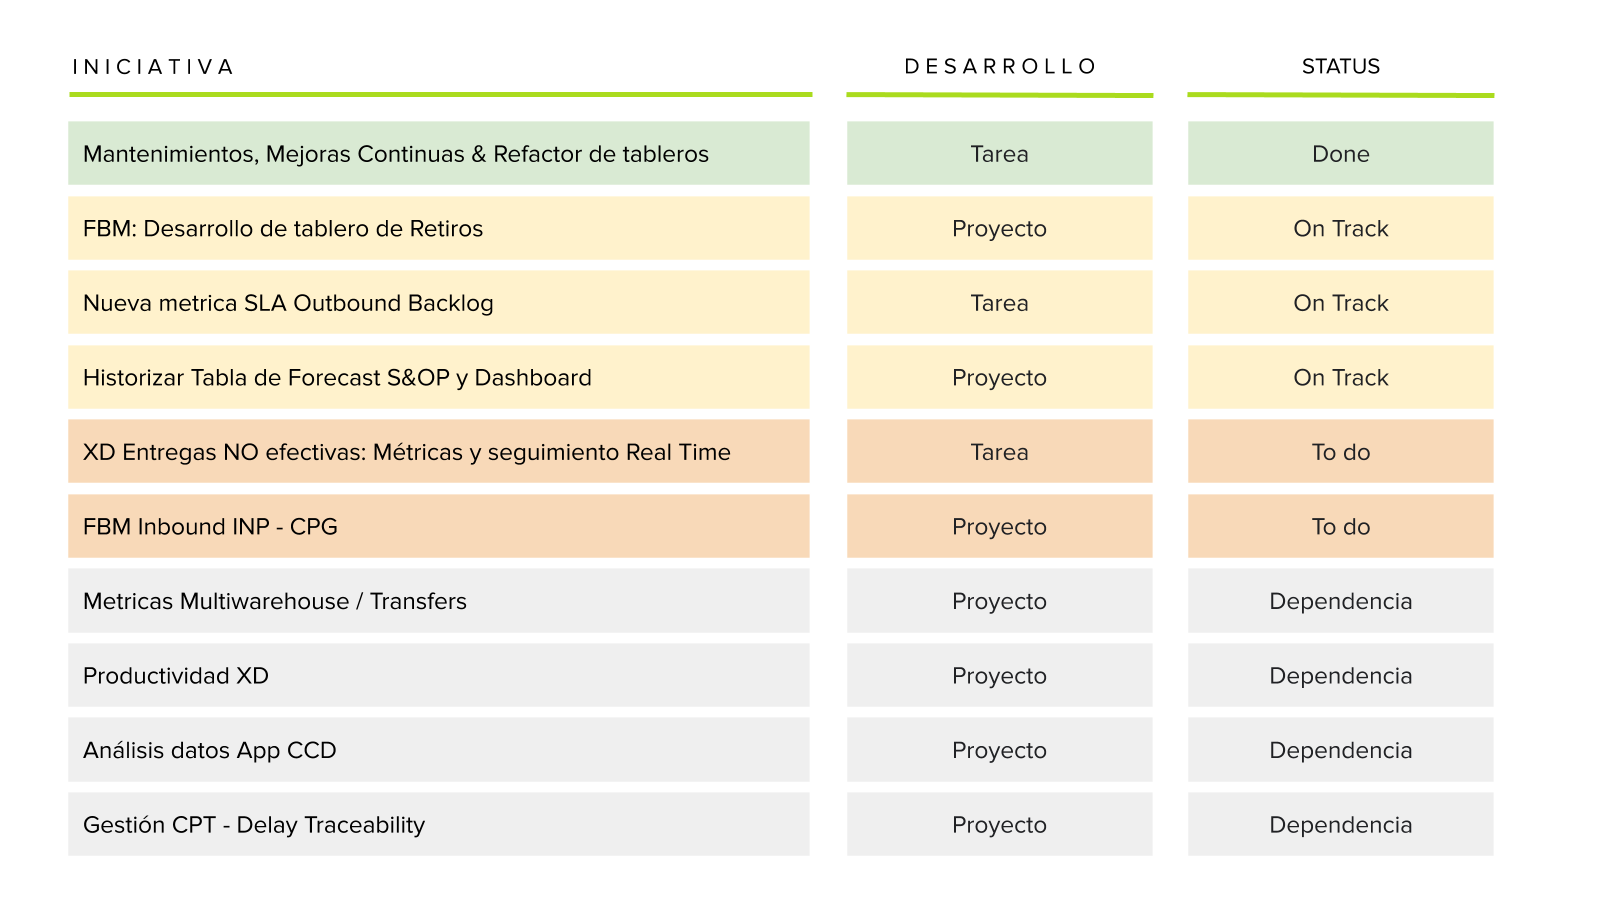 INICIATIVA DESARROLLO STATUS
Mantenimientos, Mejoras Continuas & Refactor de tableros Tarea Done
FBM: Desarrollo de tablero de Retiros Proyecto On Track
Nueva metrica SLA Outbound Backlog Tarea On Track
Historizar Tabla de Forecast S&OP y Dashboard Proyecto On Track
XD Entregas NO efectivas: Métricas y seguimiento Real Time Tarea To do
FBM Inbound INP - CPG Proyecto To do
Metricas Multiwarehouse / Transfers Proyecto Dependencia
Productividad XD Proyecto Dependencia
Análisis datos App CCD Proyecto Dependencia
Gestión CPT - Delay Traceability Proyecto Dependencia